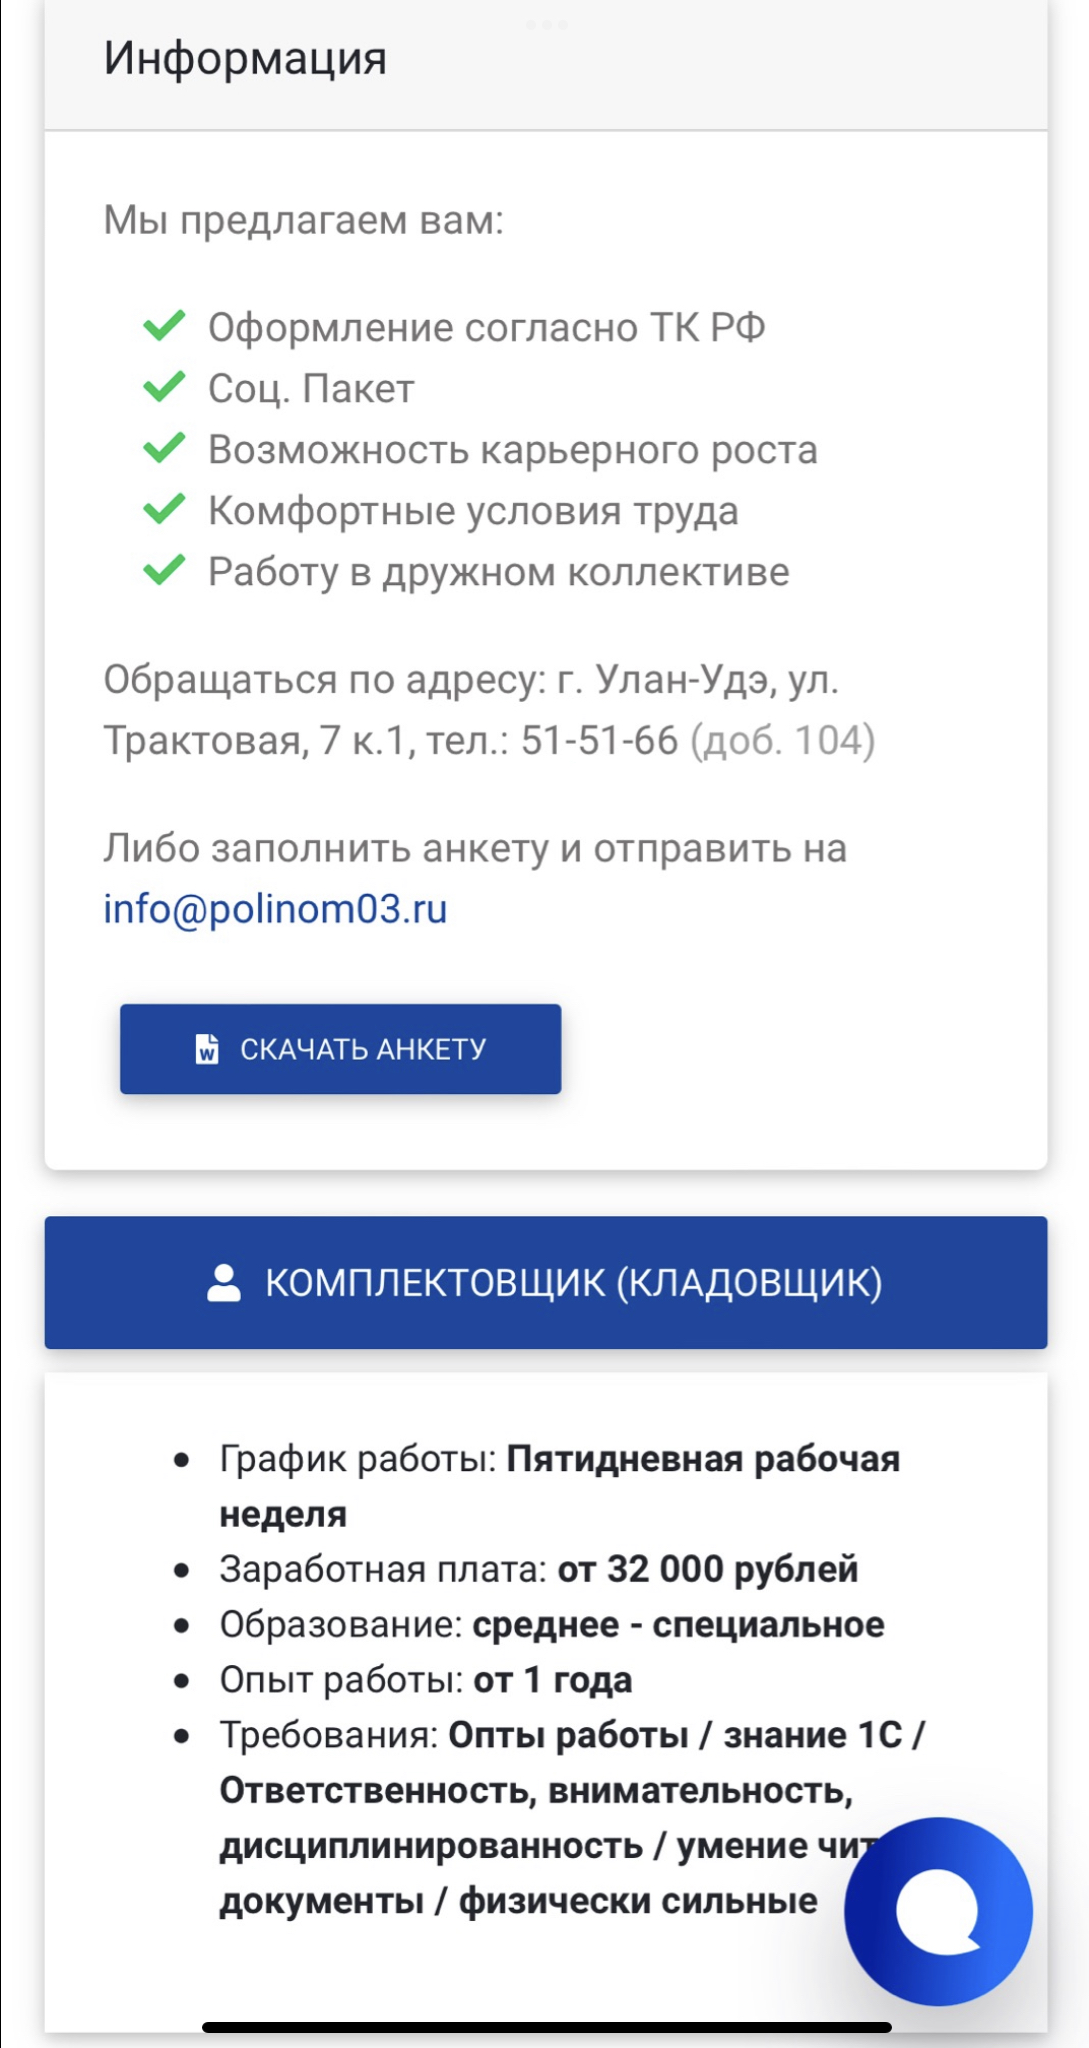 Информация
Мы предлагаем вам:
Оформление согласно ТК РФ
Соц. Пакет
Возможность карьерного роста
Комфортные условия труда
Работу в дружном коллективе
Обращаться по адресу: г. Улан-Удэ, ул.
Трактовая, 7 к.1, тел.: 51-51-66 (доб. 104)
Либо заполнить анкету и отправить на
info@polinom03.ru
СКАЧАТЬ АНКЕТУ
КОМПЛЕКТОВЩИК (КЛАДОВЩИК)
График работы: Пятидневная рабочая
неделя
Заработная плата: от 32 000 рублей
Образование: среднее - специальное
Опыт работы: от 1 года
Требования: Опты работы / знание 1С /
Ответственность, внимательность,
дисциплинированность / умение
документы / физически сильные